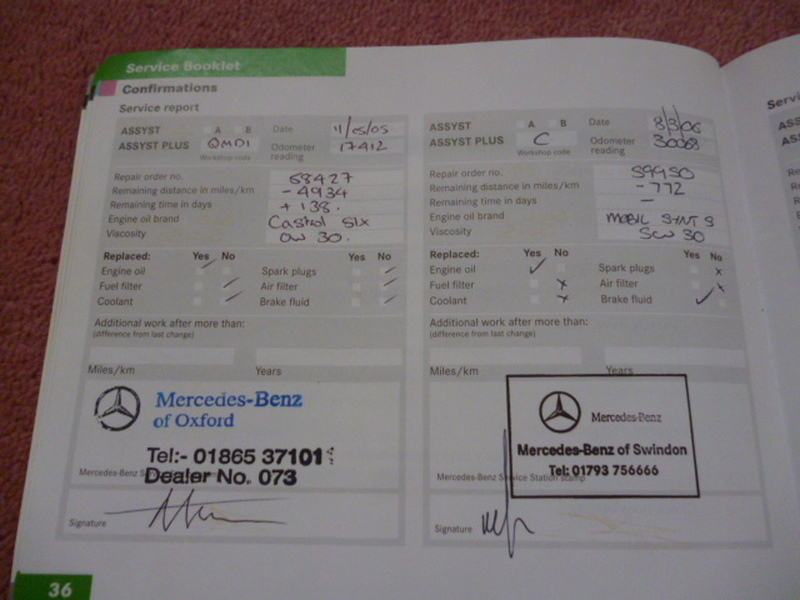 Service Booklet
Confirmations
Service report
ASSYST A B Date 11/05/05
ASSYST PLUS QMDI Odometer reading 17412
Workshop code
Repair order no. 58427
Remaining distance in miles/km - 4934
Remaining time in days + 138.
Engine oil brand Castrol SLX
Viscosity 0W 30.
Replaced: Yes No Yes No
Engine oil Spark plugs
Fuel filter Air filter
Coolant Brake fluid
Additional work after more than:
(difference from last change)
Miles/km Years
Mercedes-Benz
of Oxford
Tel:- 01865 37101
Dealer No. 073
Mercedes-Benz
Signature
ASSYST A B Date 8/3/06
ASSYST PLUS C Odometer reading 30069
Workshop code
Repair order no. 59950
Remaining distance in miles/km - 772
Remaining time in days —
Engine oil brand MOBIL SYNT S
Viscosity 5W 30
Replaced: Yes No Yes No
Engine oil ✓ Spark plugs x
Fuel filter x Air filter x
Coolant x Brake fluid ✓
Additional work after more than:
(difference from last change)
Miles/km Years
Mercedes-Benz
Mercedes-Benz of Swindon
Tel: 01793 756666
Mercedes-Benz Service Station stamp
Signature
36